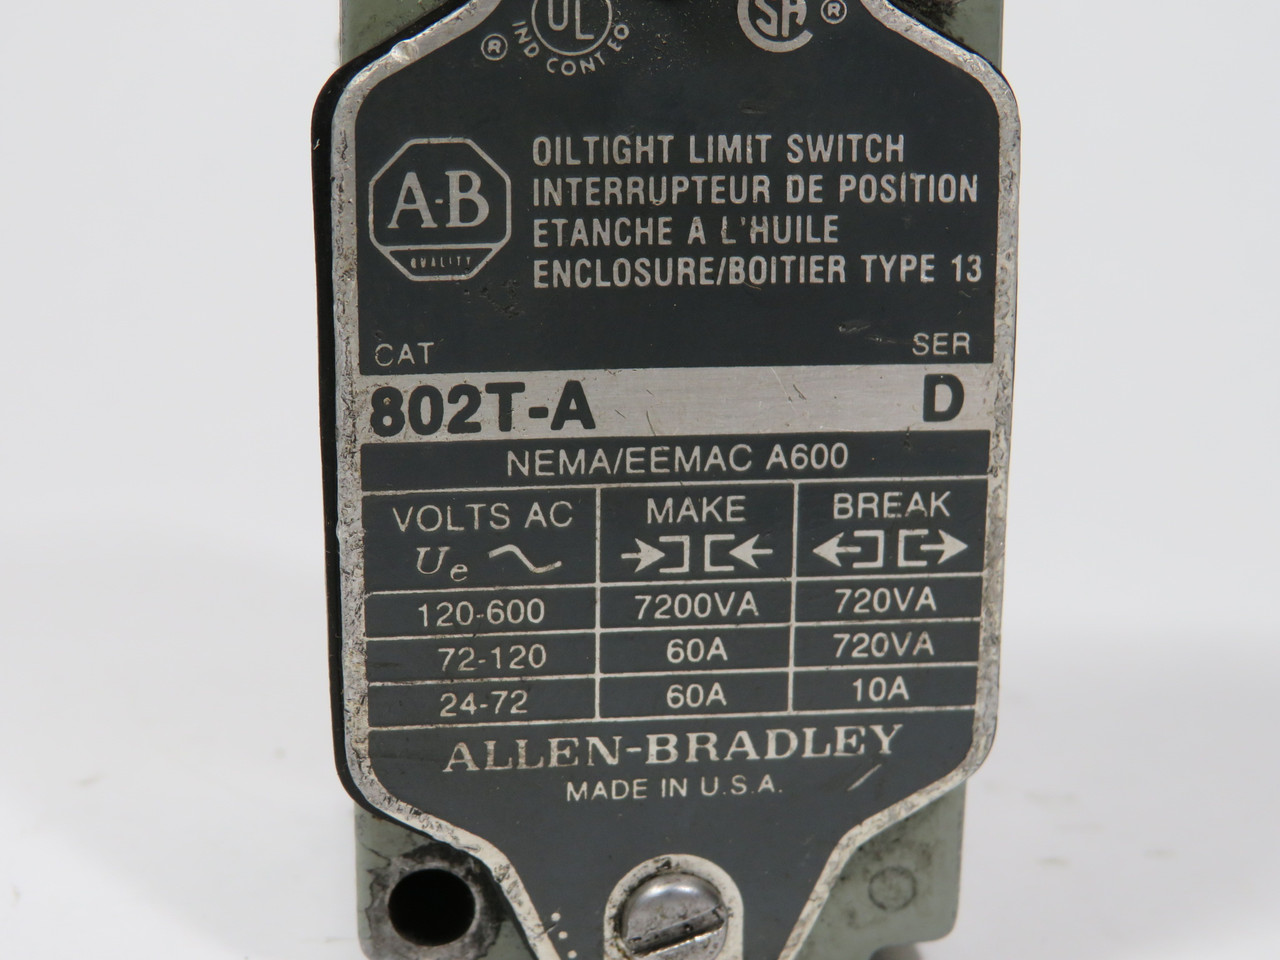 UL
®
IND CONT EQ
SA ®
A-B
QUALITY
OILTIGHT LIMIT SWITCH
INTERRUPTEUR DE POSITION
ETANCHE A L'HUILE
ENCLOSURE/BOITIER TYPE 13
CAT SER
802T-A D
NEMA/EEMAC A600
VOLTS AC MAKE BREAK
Ue
120-600 7200VA 720VA
72-120 60A 720VA
24-72 60A 10A
ALLEN-BRADLEY
MADE IN U.S.A.